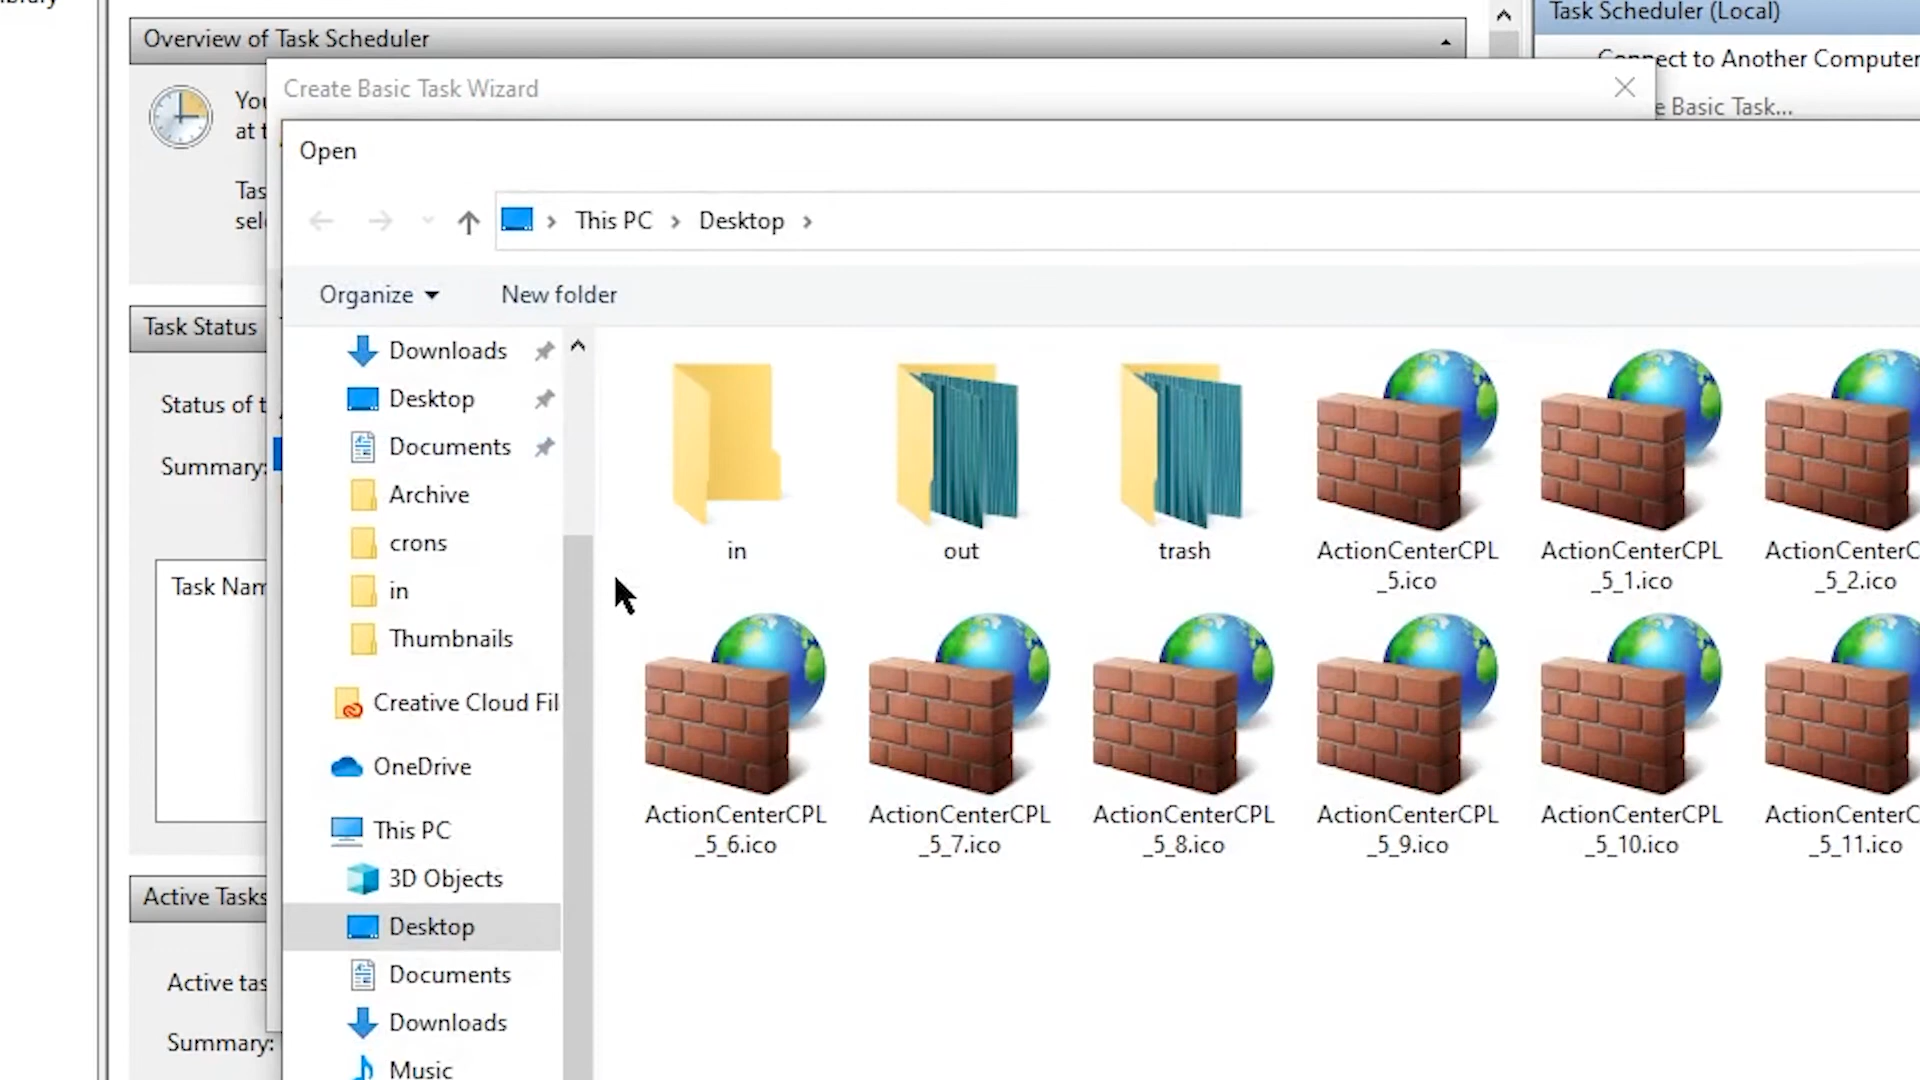 Overview of Task Scheduler
Task Scheduler (Local)
Connect to Another Computer
Basic Task...
Create Basic Task Wizard
You
at t
Tas
sele
Open
This PC
Desktop
Organize
New folder
Task Status
Status of t
Summary:
Task Nam
Active Tasks
Active tas
Summary:
Downloads
Desktop
Documents
Archive
crons
in
Thumbnails
Creative Cloud Fil
OneDrive
This PC
3D Objects
Desktop
Documents
Downloads
Music
in
out
trash
ActionCenterCPL
_5.ico
ActionCenterCPL
_5_1.ico
ActionCenterC
_5_2.ico
ActionCenterCPL
_5_6.ico
ActionCenterCPL
_5_7.ico
ActionCenterCPL
_5_8.ico
ActionCenterCPL
_5_9.ico
ActionCenterCPL
_5_10.ico
ActionCenterC
_5_11.ico